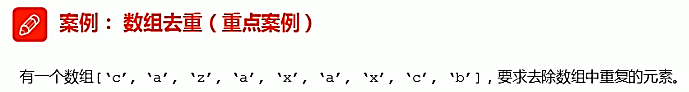 案例： 数组去重（重点案例）
有一个数组[‘c’, ‘a’, ‘z’, ‘a’, ‘x’, ‘a’, ‘x’, ‘c’, ‘b’]，要求去除数组中重复的元素。